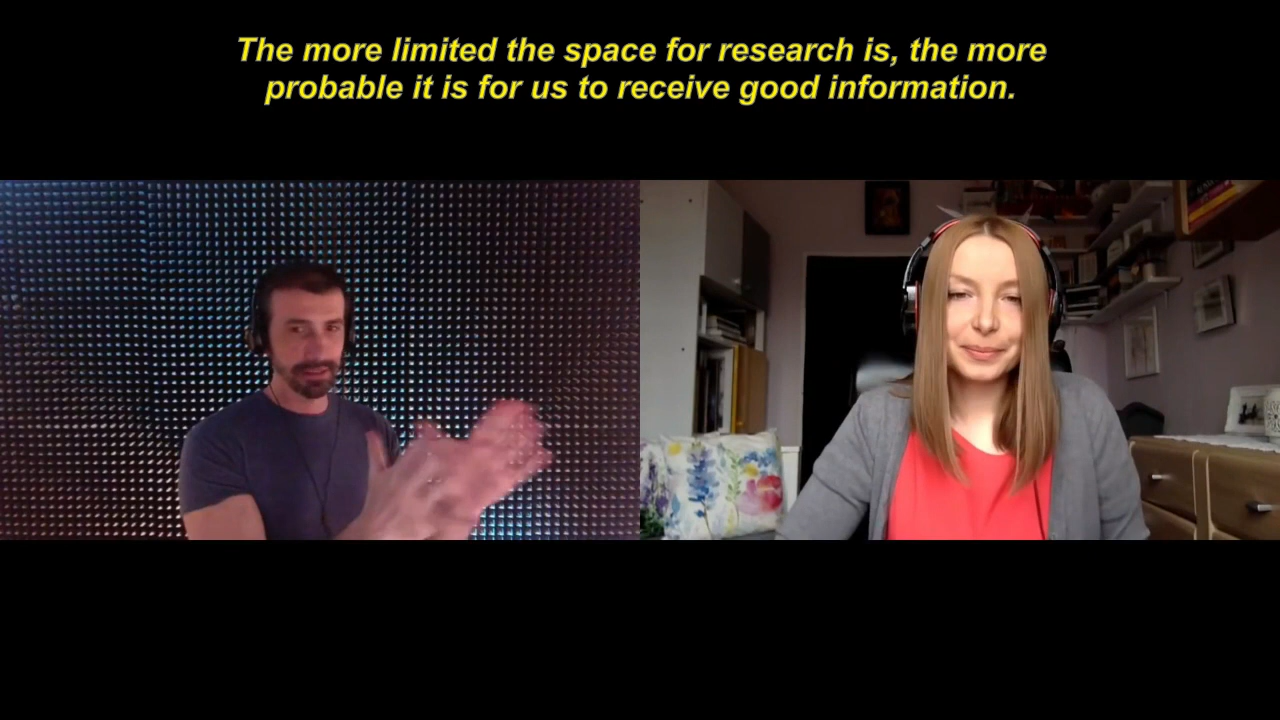 The more limited the space for research is, the more
probable it is for us to receive good information.